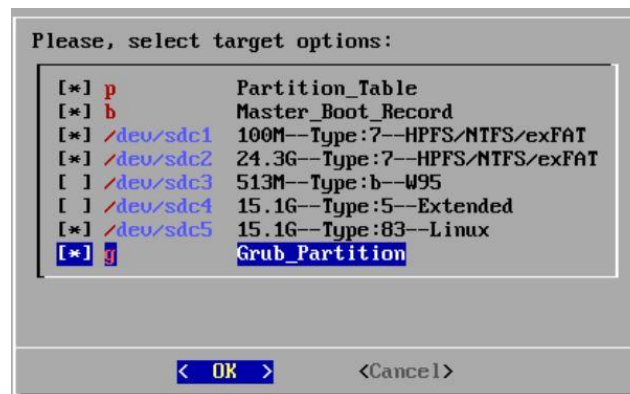 Please, select target options:
[*] p Partition_Table
[*] b Master_Boot_Record
[*] /dev/sdc1 100M--Type:7--HPFS/NTFS/exFAT
[*] /dev/sdc2 24.3G--Type:7--HPFS/NTFS/exFAT
[ ] /dev/sdc3 513M--Type:b--W95
[ ] /dev/sdc4 15.1G--Type:5--Extended
[*] /dev/sdc5 15.1G--Type:83--Linux
[*] g Grub_Partition
< OK > <Cancel>